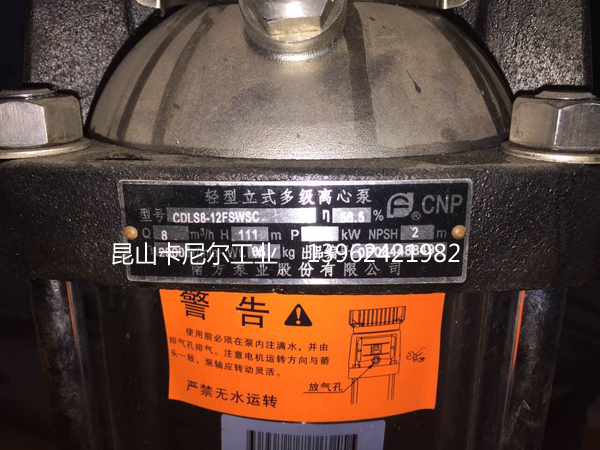 轻型立式多级离心泵
型号 CDLS8-12FSWSC η 58.5 % ® CNP
Q 8 m³/h H 111 m P kW NPSH 2 m
昆山卡尼尔工业 13962421982
kg
南方泵业股份有限公司
警告
使用前必须在泵内注满水，并由
排气孔排气。注意电机运转方向与箭
头一致，泵轴应转动灵活。
放气孔
严禁无水运转